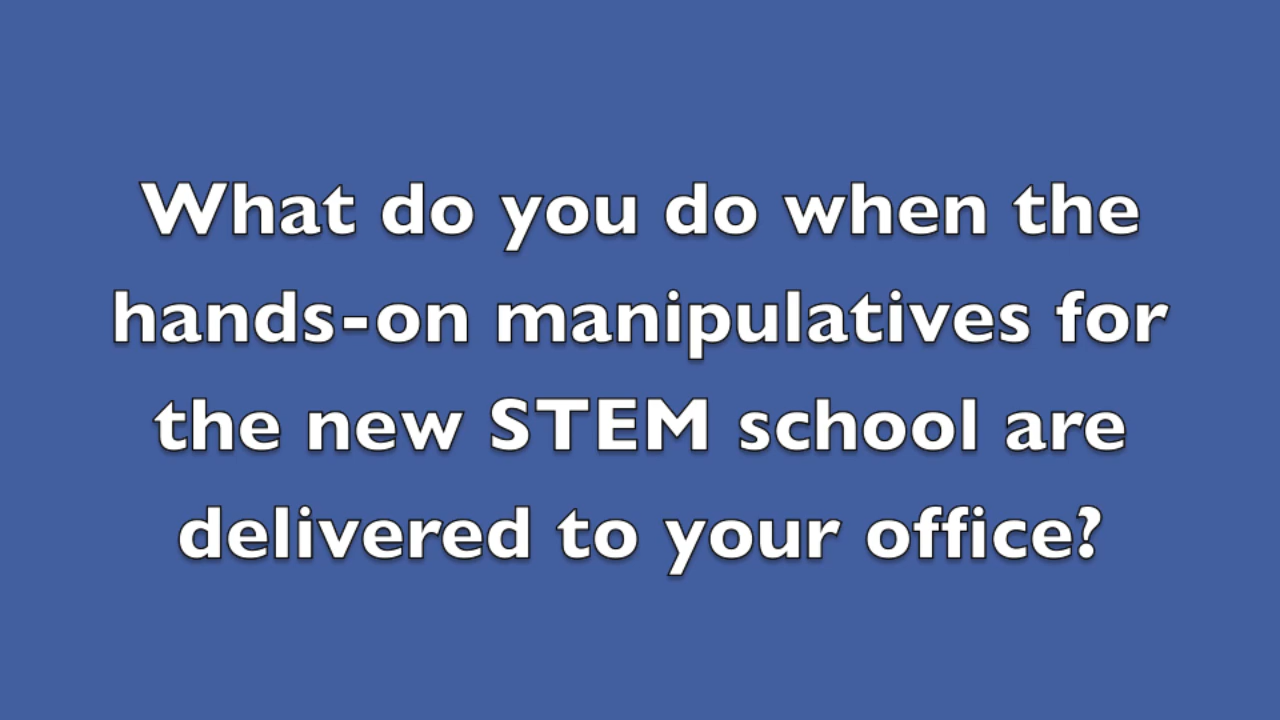 What do you do when the
hands-on manipulatives for
the new STEM school are
delivered to your office?